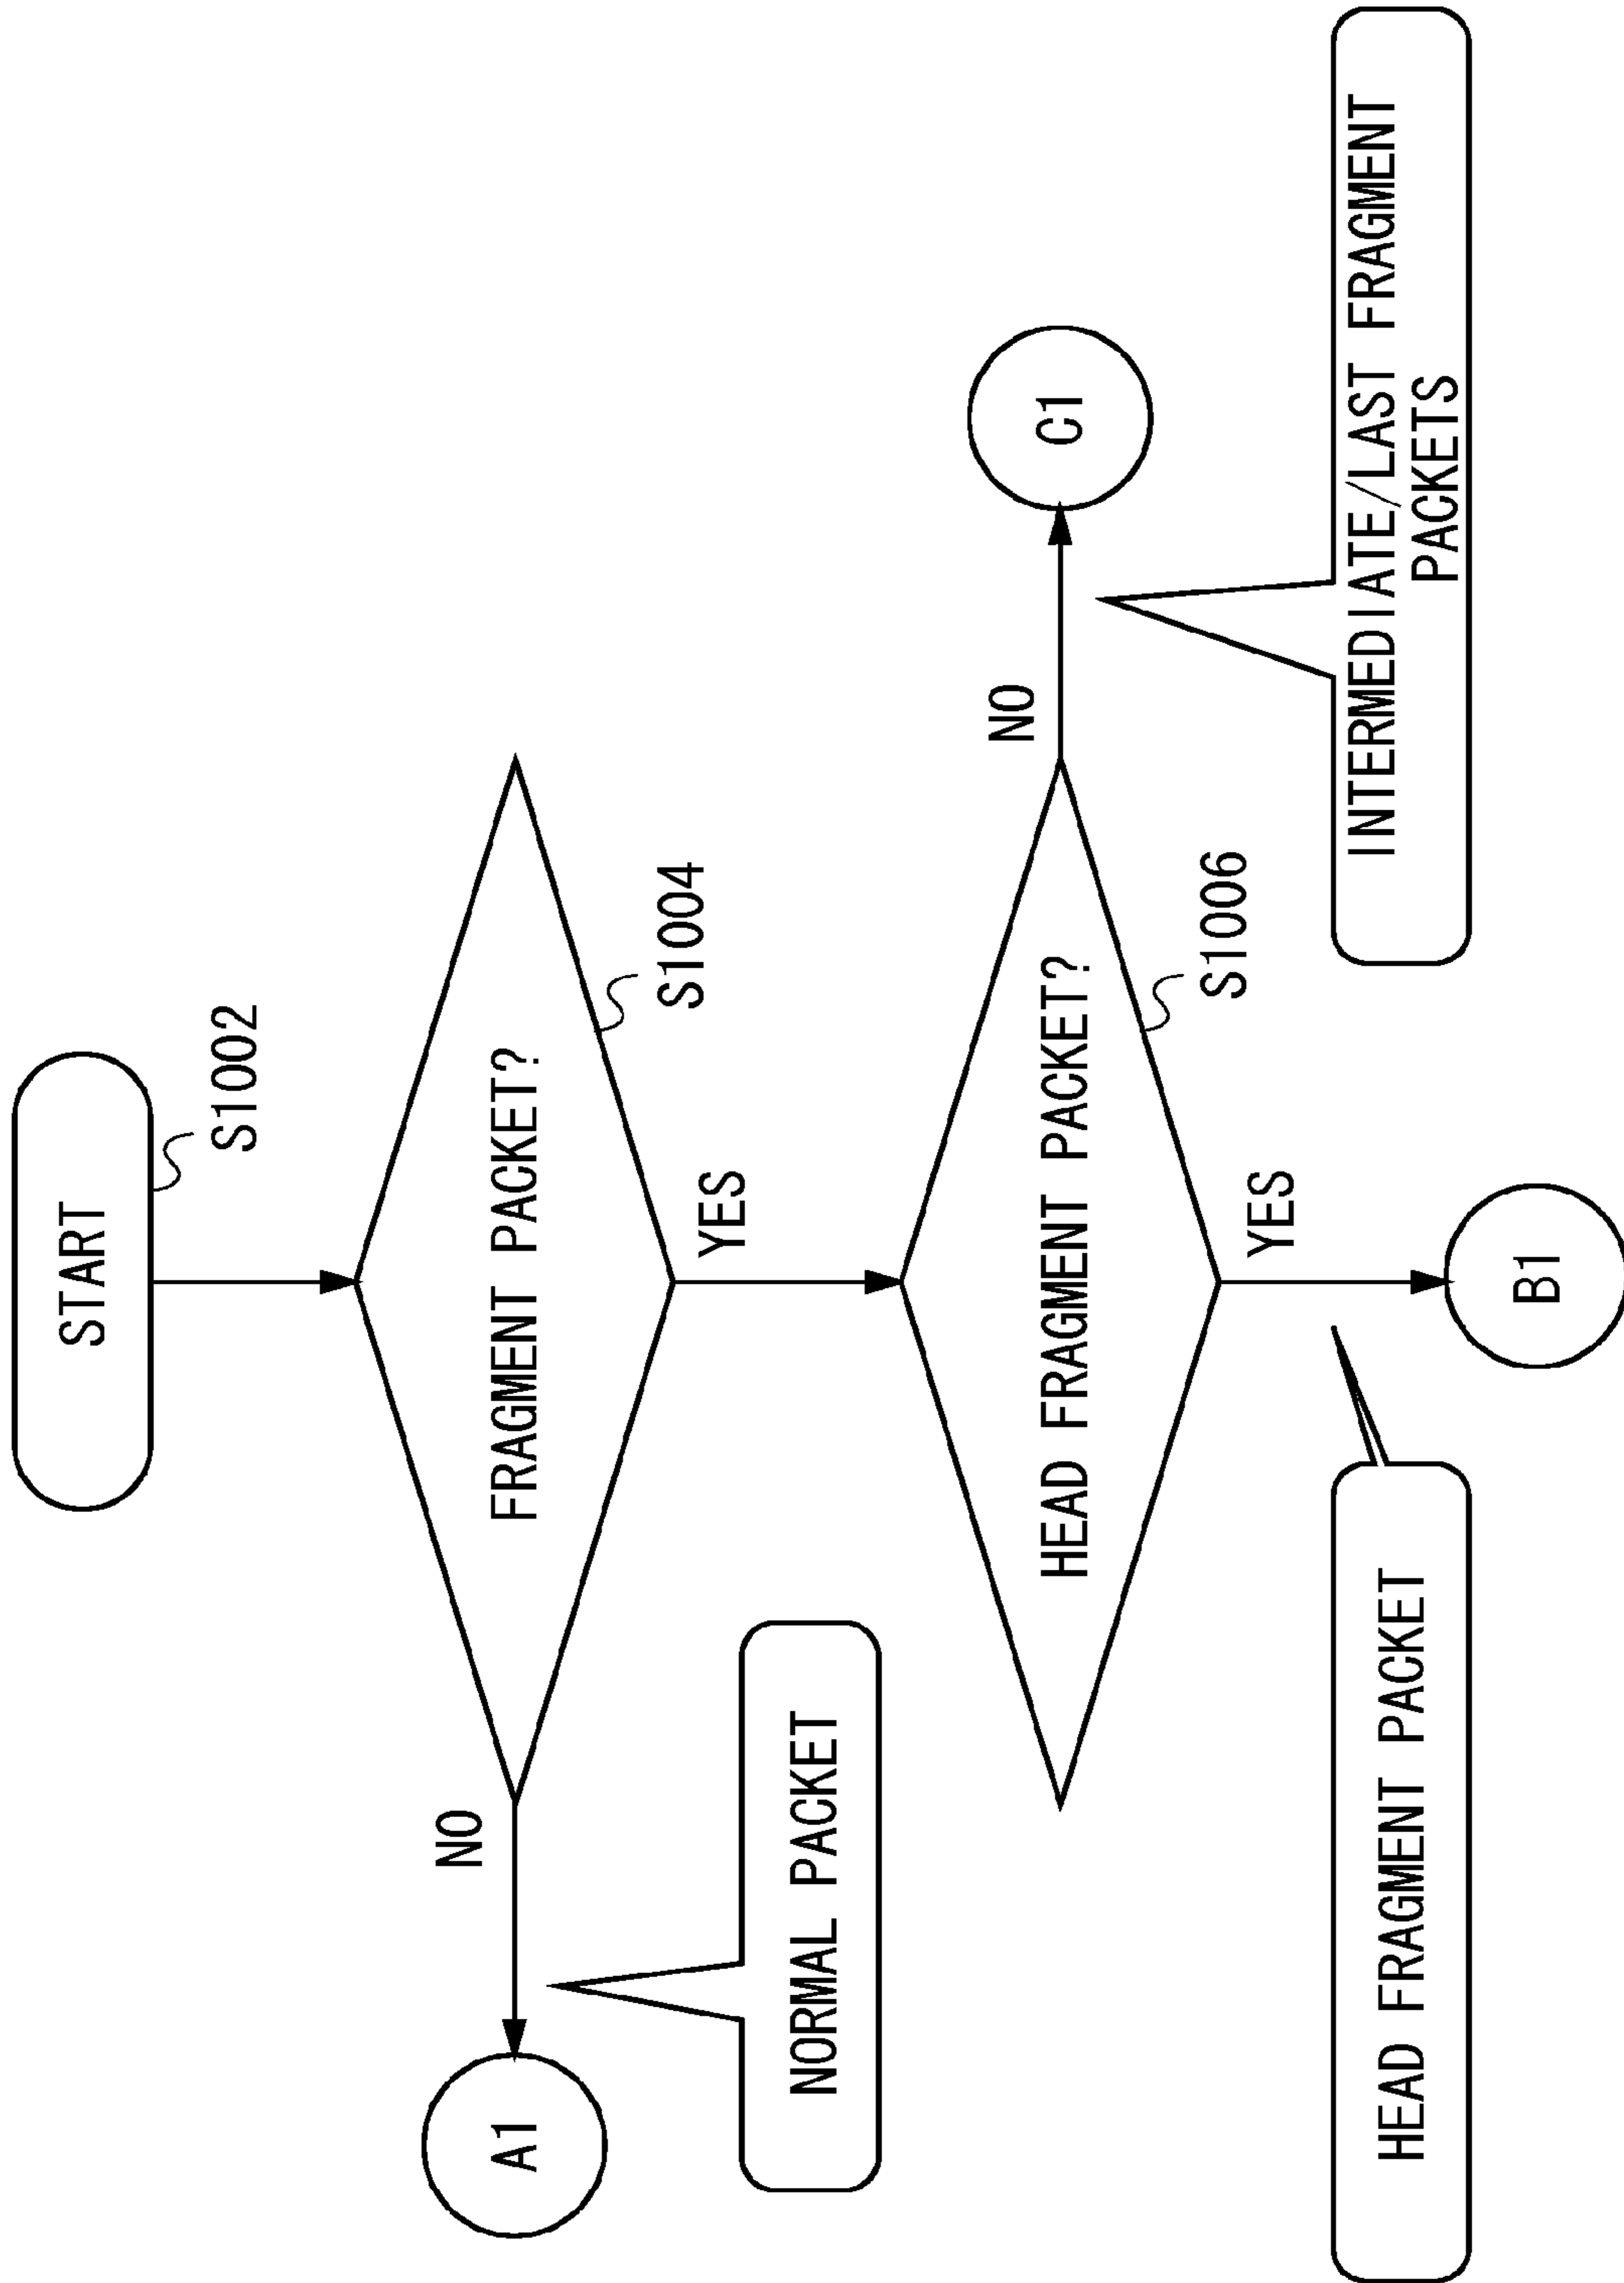 START
S1002
FRAGMENT PACKET?
S1004
NO
A1
NORMAL PACKET
YES
HEAD FRAGMENT PACKET?
S1006
NO
C1
INTERMEDIATE/LAST FRAGMENT
PACKETS
YES
HEAD FRAGMENT PACKET
B1